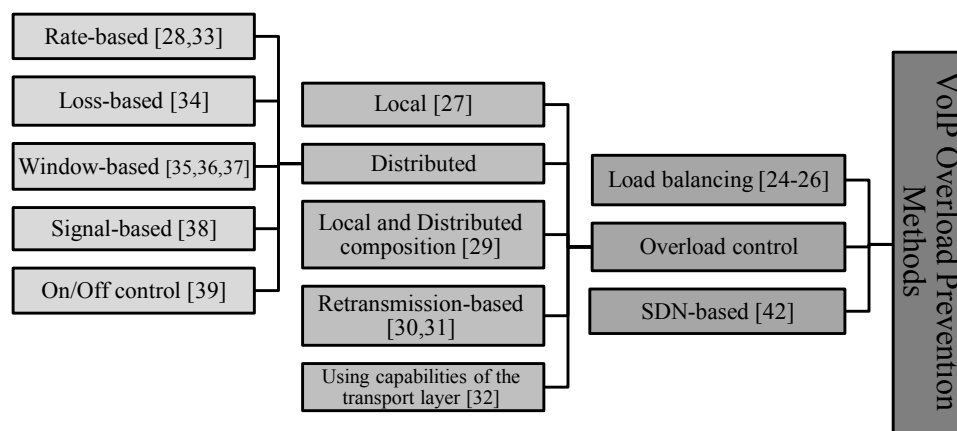 Rate-based [28,33]
Loss-based [34]
Window-based [35,36,37]
Signal-based [38]
On/Off control [39]
Local [27]
Distributed
Local and Distributed
composition [29]
Retransmission-based
[30,31]
Using capabilities of the
transport layer [32]
Load balancing [24-26]
Overload control
SDN-based [42]
VoIP Overload Prevention
Methods